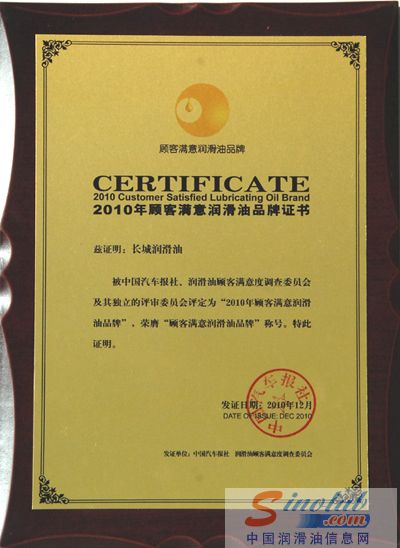 顾客满意润滑油品牌
CERTIFICATE
2010 Customer Satisfied Lubricating Oil Brand
2010年顾客满意润滑油品牌证书
兹证明：长城润滑油
被中国汽车报社、润滑油顾客满意度调查委员会
及其独立的评审委员会评定为“2010年顾客满意润滑
油品牌”，荣膺“顾客满意润滑油品牌”称号。特此
证明。
中国汽车报社
发证日期：2010年12月
DATE OF ISSUE: DEC 2010
发证单位：中国汽车报社 润滑油顾客满意度调查委员会
Sinolub
.com
中国润滑油信息网